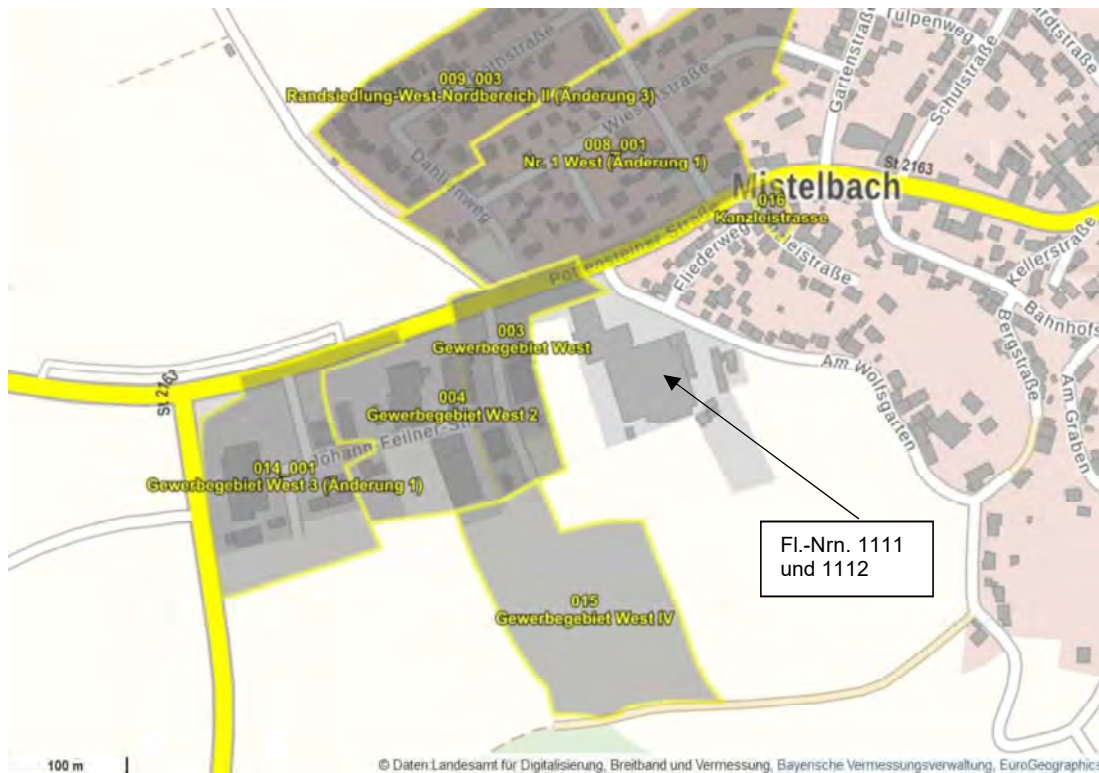 Tulpenweg
Gartenstraße
Schulstraße
009_003
Randsiedlung-West-Nordbereich II (Änderung 3)
008_001
Nr. 1 West (Änderung 1)
Dahlienweg
St 2163
Mistelbach
016
Kanzleistrasse
Pottensteiner Straße
Fliederweg
Kellerstraße
Bahnhofs
Bergstraße
Am Graben
Am Wolfsgarten
003
Gewerbegebiet West
004
Gewerbegebiet West 2
St 2163
Johann-Feilner-St
014_001
Gewerbegebiet West 3 (Änderung 1)
Fl.-Nrn. 1111
und 1112
015
Gewerbegebiet West IV
100 m
© Daten:Landesamt für Digitalisierung, Breitband und Vermessung, Bayerische Vermessungsverwaltung, EuroGeographics